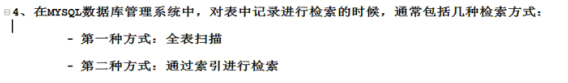 4、在MYSQL数据库管理系统中，对表中记录进行检索的时候，通常包括几种检索方式：
- 第一种方式：全表扫描
- 第二种方式：通过索引进行检索